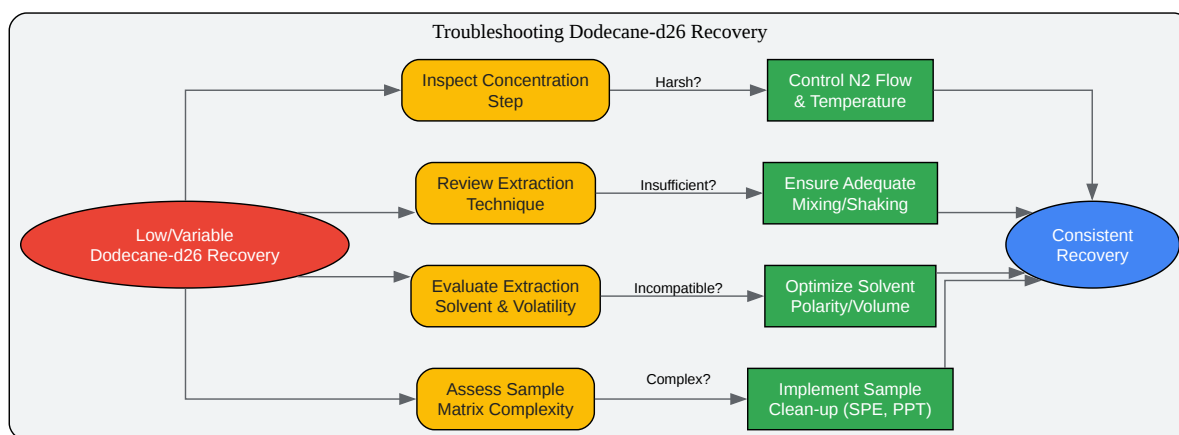 Troubleshooting Dodecane-d26 Recovery
Inspect Concentration
Step
Harsh?
Control N2 Flow
& Temperature
Review Extraction
Technique
Insufficient?
Ensure Adequate
Mixing/Shaking
Low/Variable
Dodecane-d26 Recovery
Consistent
Recovery
Evaluate Extraction
Solvent & Volatility
Incompatible?
Optimize Solvent
Polarity/Volume
Assess Sample
Matrix Complexity
Complex?
Implement Sample
Clean-up (SPE, PPT)